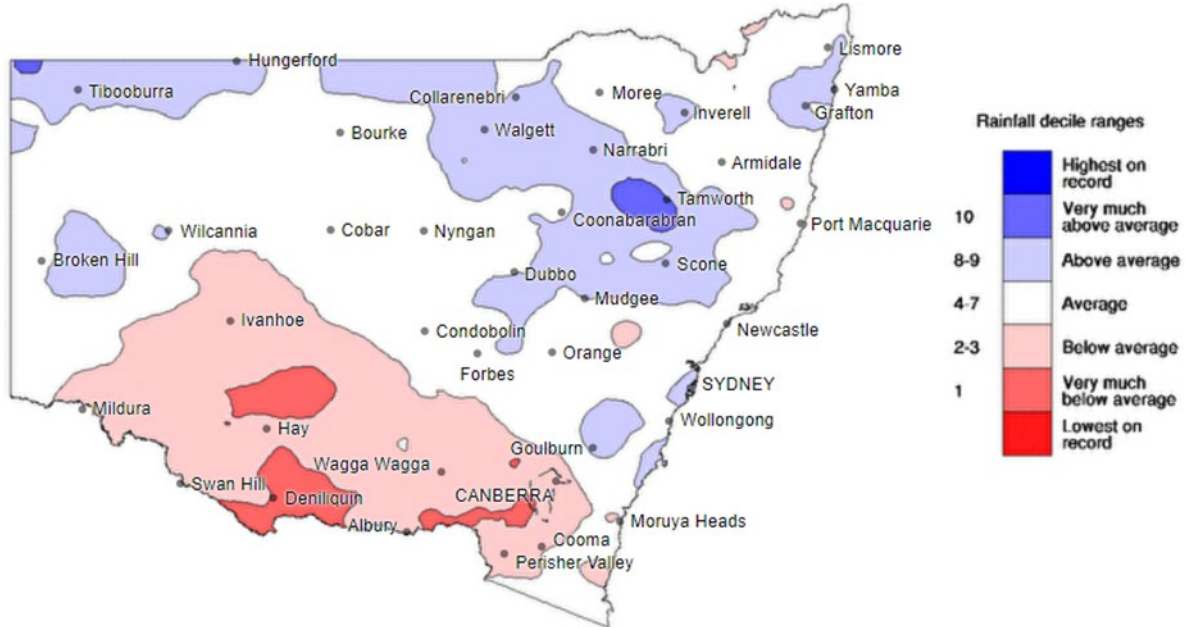 Lismore
Hungerford
Tibooburra
Collarenebri
Moree
Yamba
Inverell
Grafton
Bourke
Walgett
Narrabri
Armidale
Tamworth
Coonabarabran
Wilcannia
Cobar
Nyngan
Port Macquarie
Broken Hill
Scone
Dubbo
Mudgee
Ivanhoe
Condobolin
Newcastle
Orange
Forbes
SYDNEY
Mildura
Wollongong
Hay
Goulburn
Wagga Wagga
Swan Hill
Deniliquin
CANBERRA
Albury
Moruya Heads
Cooma
Perisher Valley
Rainfall decile ranges
Highest on
record
10
Very much
above average
8-9
Above average
4-7
Average
2-3
Below average
1
Very much
below average
Lowest on
record